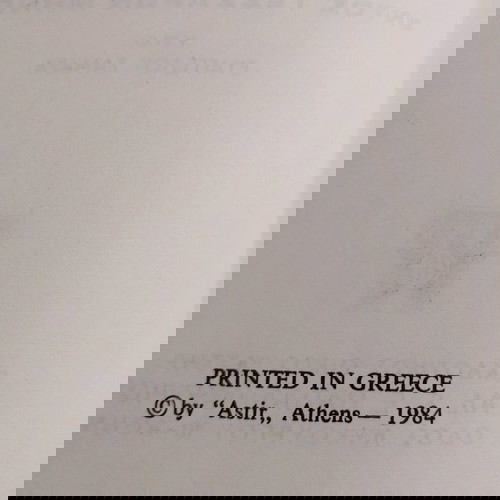 PRINTED IN GREECE
© by “Astir„ Athens— 1984